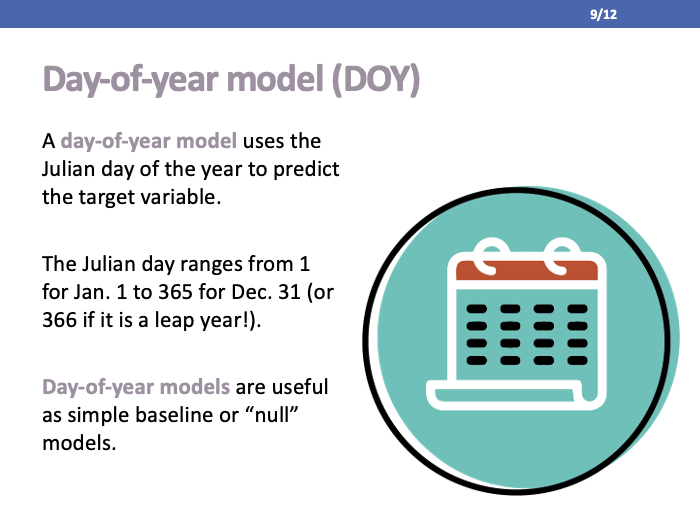 9/12
Day-of-year model (DOY)
A day-of-year model uses the
Julian day of the year to predict
the target variable.
The Julian day ranges from 1
for Jan. 1 to 365 for Dec. 31 (or
366 if it is a leap year!).
Day-of-year models are useful
as simple baseline or “null”
models.